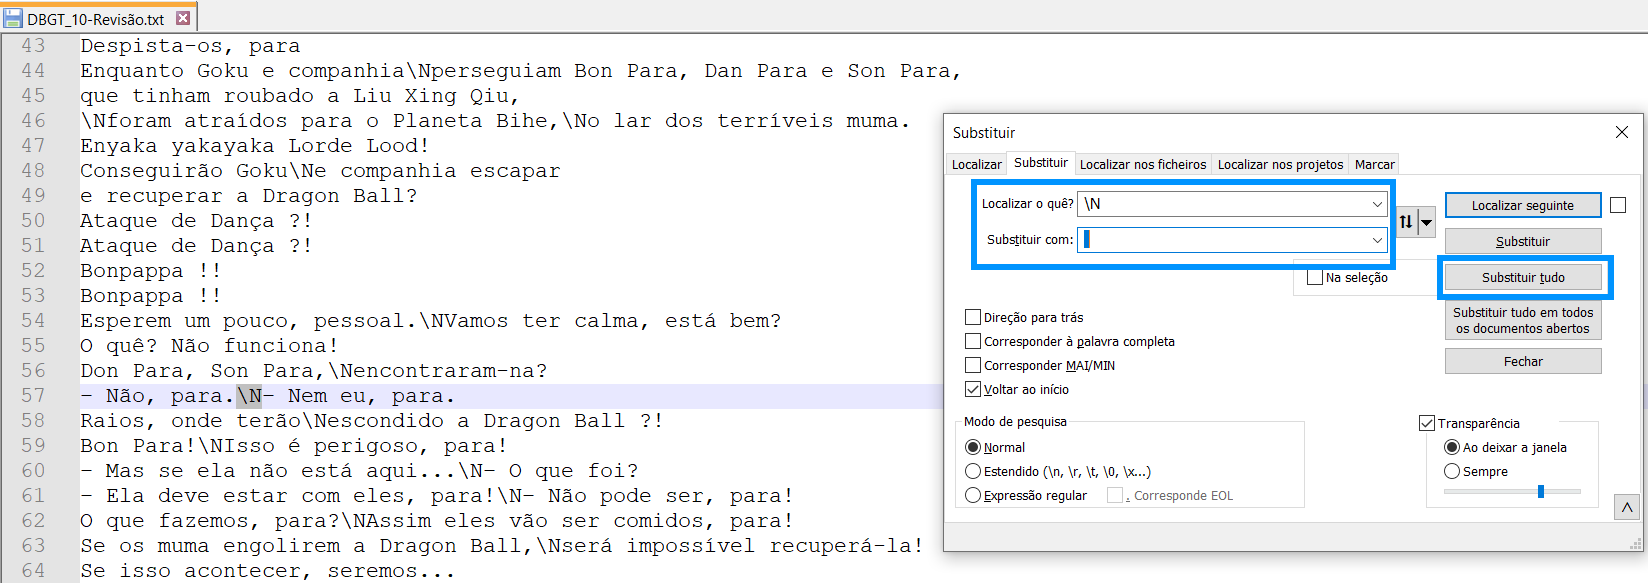 DBGT_10-Revisão.txt
43 Despista-os, para
44 Enquanto Goku e companhia\Nperseguiam Bon Para, Dan Para e Son Para,
45 que tinham roubado a Liu Xing Qiu,
46 \Nforam atraídos para o Planeta Bihe,\No lar dos terríveis muma.
47 Enyaka yakayaka Lorde Lood!
48 Conseguirão Goku\Ne companhia escapar
49 e recuperar a Dragon Ball?
50 Ataque de Dança ?!
51 Ataque de Dança ?!
52 Bonpappa !!
53 Bonpappa !!
54 Esperem um pouco, pessoal.\NVamos ter calma, está bem?
55 O quê? Não funciona!
56 Don Para, Son Para,\Nencontraram-na?
57 - Não, para.\N- Nem eu, para.
58 Raios, onde terão\Nescondido a Dragon Ball ?!
59 Bon Para!\NIsso é perigoso, para!
60 - Mas se ela não está aqui...\N- O que foi?
61 - Ela deve estar com eles, para!\N- Não pode ser, para!
62 O que fazemos, para?\NAssim eles vão ser comidos, para!
63 Se os muma engolirem a Dragon Ball,\Nserá impossível recuperá-la!
64 Se isso acontecer, seremos...
Substituir
Localizar Substituir Localizar nos ficheiros Localizar nos projetos Marcar
Localizar o quê? \N
Substituir com:
Localizar seguinte
Substituir
Na seleção
Substituir tudo
Substituir tudo em todos
os documentos abertos
Fechar
Direção para trás
Corresponder à palavra completa
Corresponder MAI/MIN
Voltar ao início
Modo de pesquisa
Normal
Estendido (\n, \r, \t, \0, \x...)
Expressão regular . Corresponde EOL
Transparência
Ao deixar a janela
Sempre